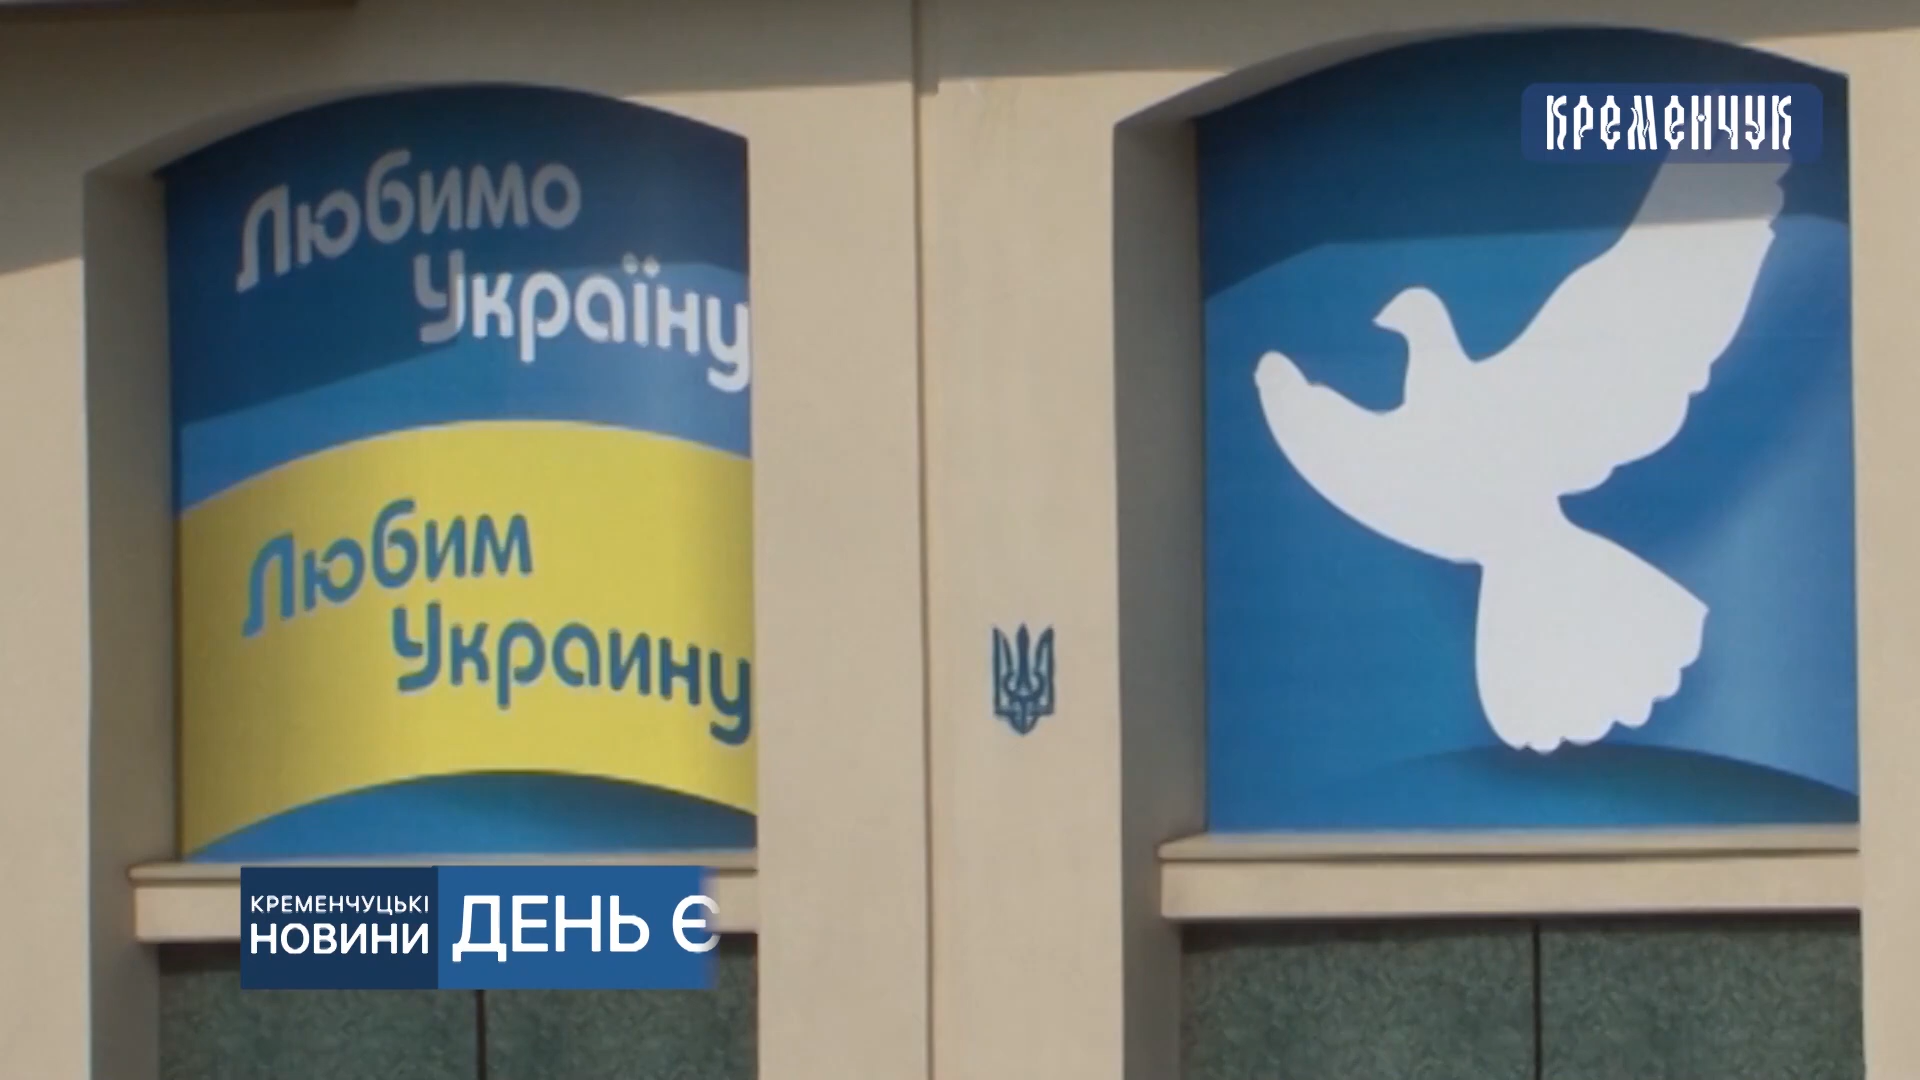 КРЕМЕНЧУК
Любимо
Україну
Любим
Украину
КРЕМЕНЧУЦЬКІ
НОВИНИ
ДЕНЬ Є